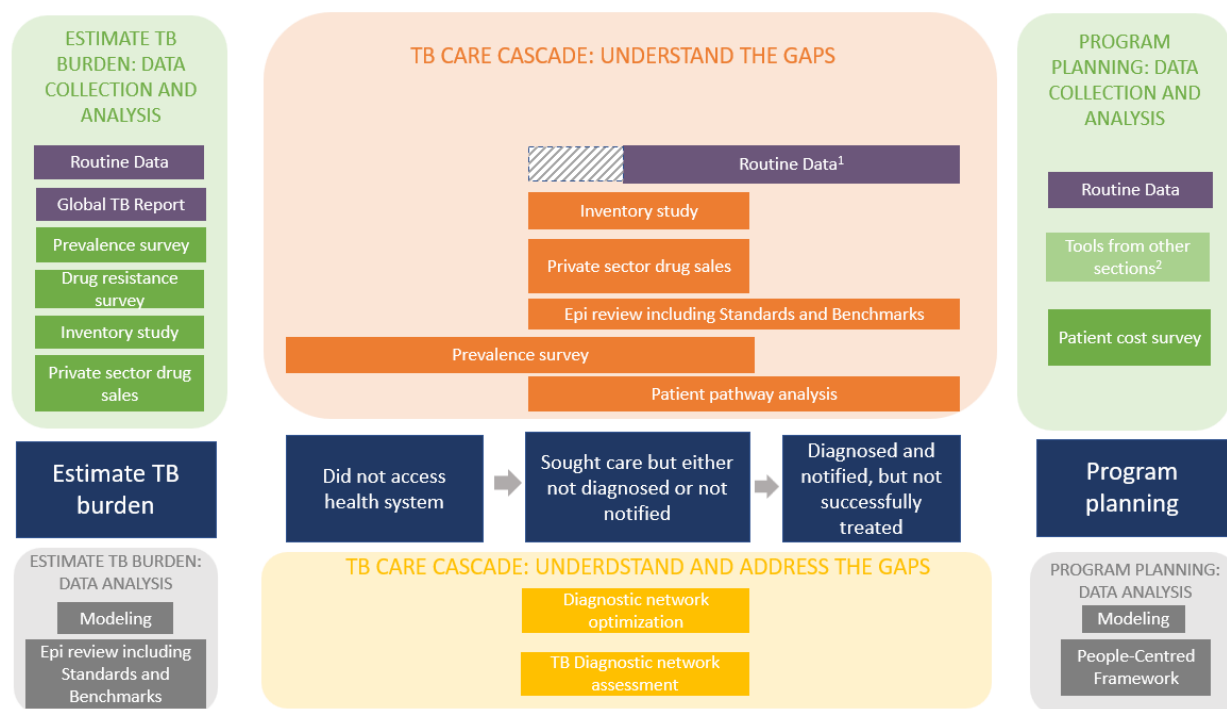 ESTIMATE TB
BURDEN: DATA
COLLECTION AND
ANALYSIS
Routine Data
Global TB Report
Prevalence survey
Drug resistance
survey
Inventory study
Private sector drug
sales
TB CARE CASCADE: UNDERSTAND THE GAPS
Routine Data¹
Inventory study
Private sector drug sales
Epi review including Standards and Benchmarks
Prevalence survey
Patient pathway analysis
PROGRAM
PLANNING: DATA
COLLECTION AND
ANALYSIS
Routine Data
Tools from other
sections²
Patient cost survey
Estimate TB
burden
Did not access
health system
Sought care but either
not diagnosed or not
notified
Diagnosed and
notified, but not
successfully
treated
Program
planning
ESTIMATE TB BURDEN:
DATA ANALYSIS
Modeling
Epi review including
Standards and
Benchmarks
TB CARE CASCADE: UNDERDSTAND AND ADDRESS THE GAPS
Diagnostic network
optimization
TB Diagnostic network
assessment
PROGRAM PLANNING:
DATA ANALYSIS
Modeling
People-Centred
Framework